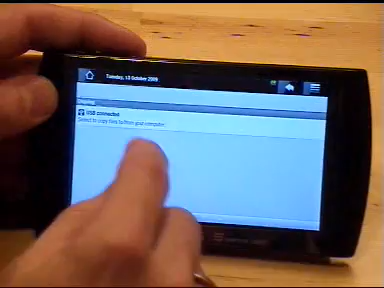 Tuesday, 13 October 2009
USB connected
Select to copy files to/from your computer.